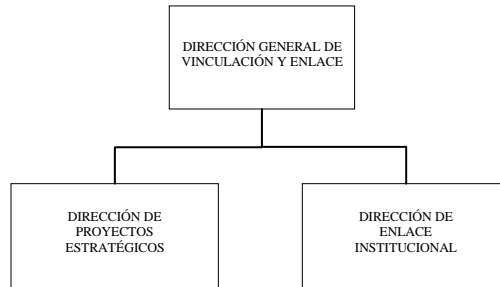 DIRECCIÓN GENERAL DE
VINCULACIÓN Y ENLACE
DIRECCIÓN DE
PROYECTOS
ESTRATÉGICOS
DIRECCIÓN DE
ENLACE
INSTITUCIONAL